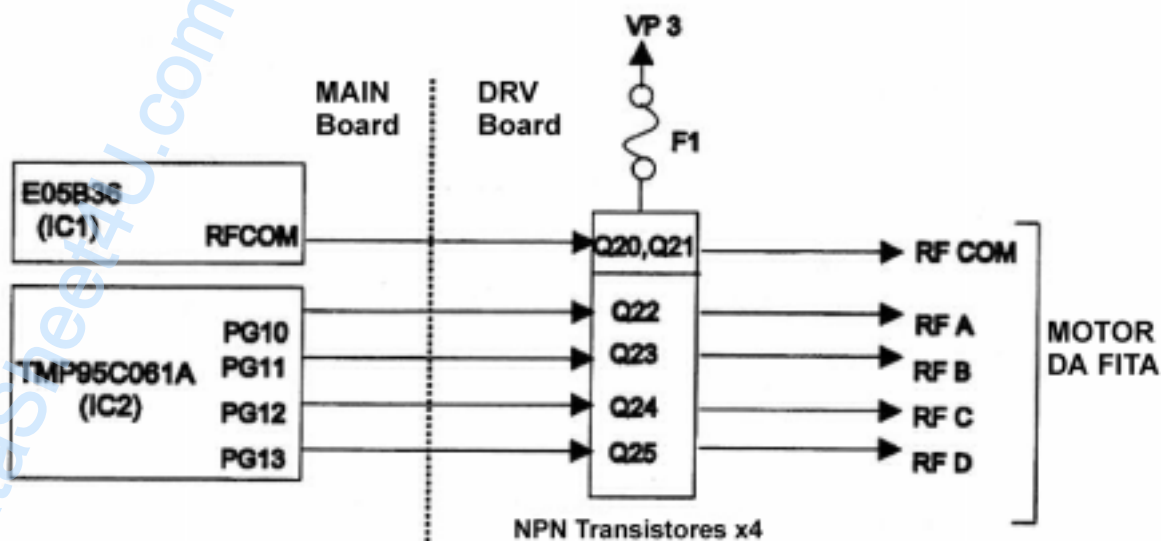 VP 3
MAIN
Board
DRV
Board
F1
E05B36
(IC1)
RFCOM
Q20,Q21
RF COM
TMP95C061A
(IC2)
PG10
PG11
PG12
PG13
Q22
Q23
Q24
Q25
RF A
RF B
RF C
RF D
MOTOR
DA FITA
NPN Transistores x4